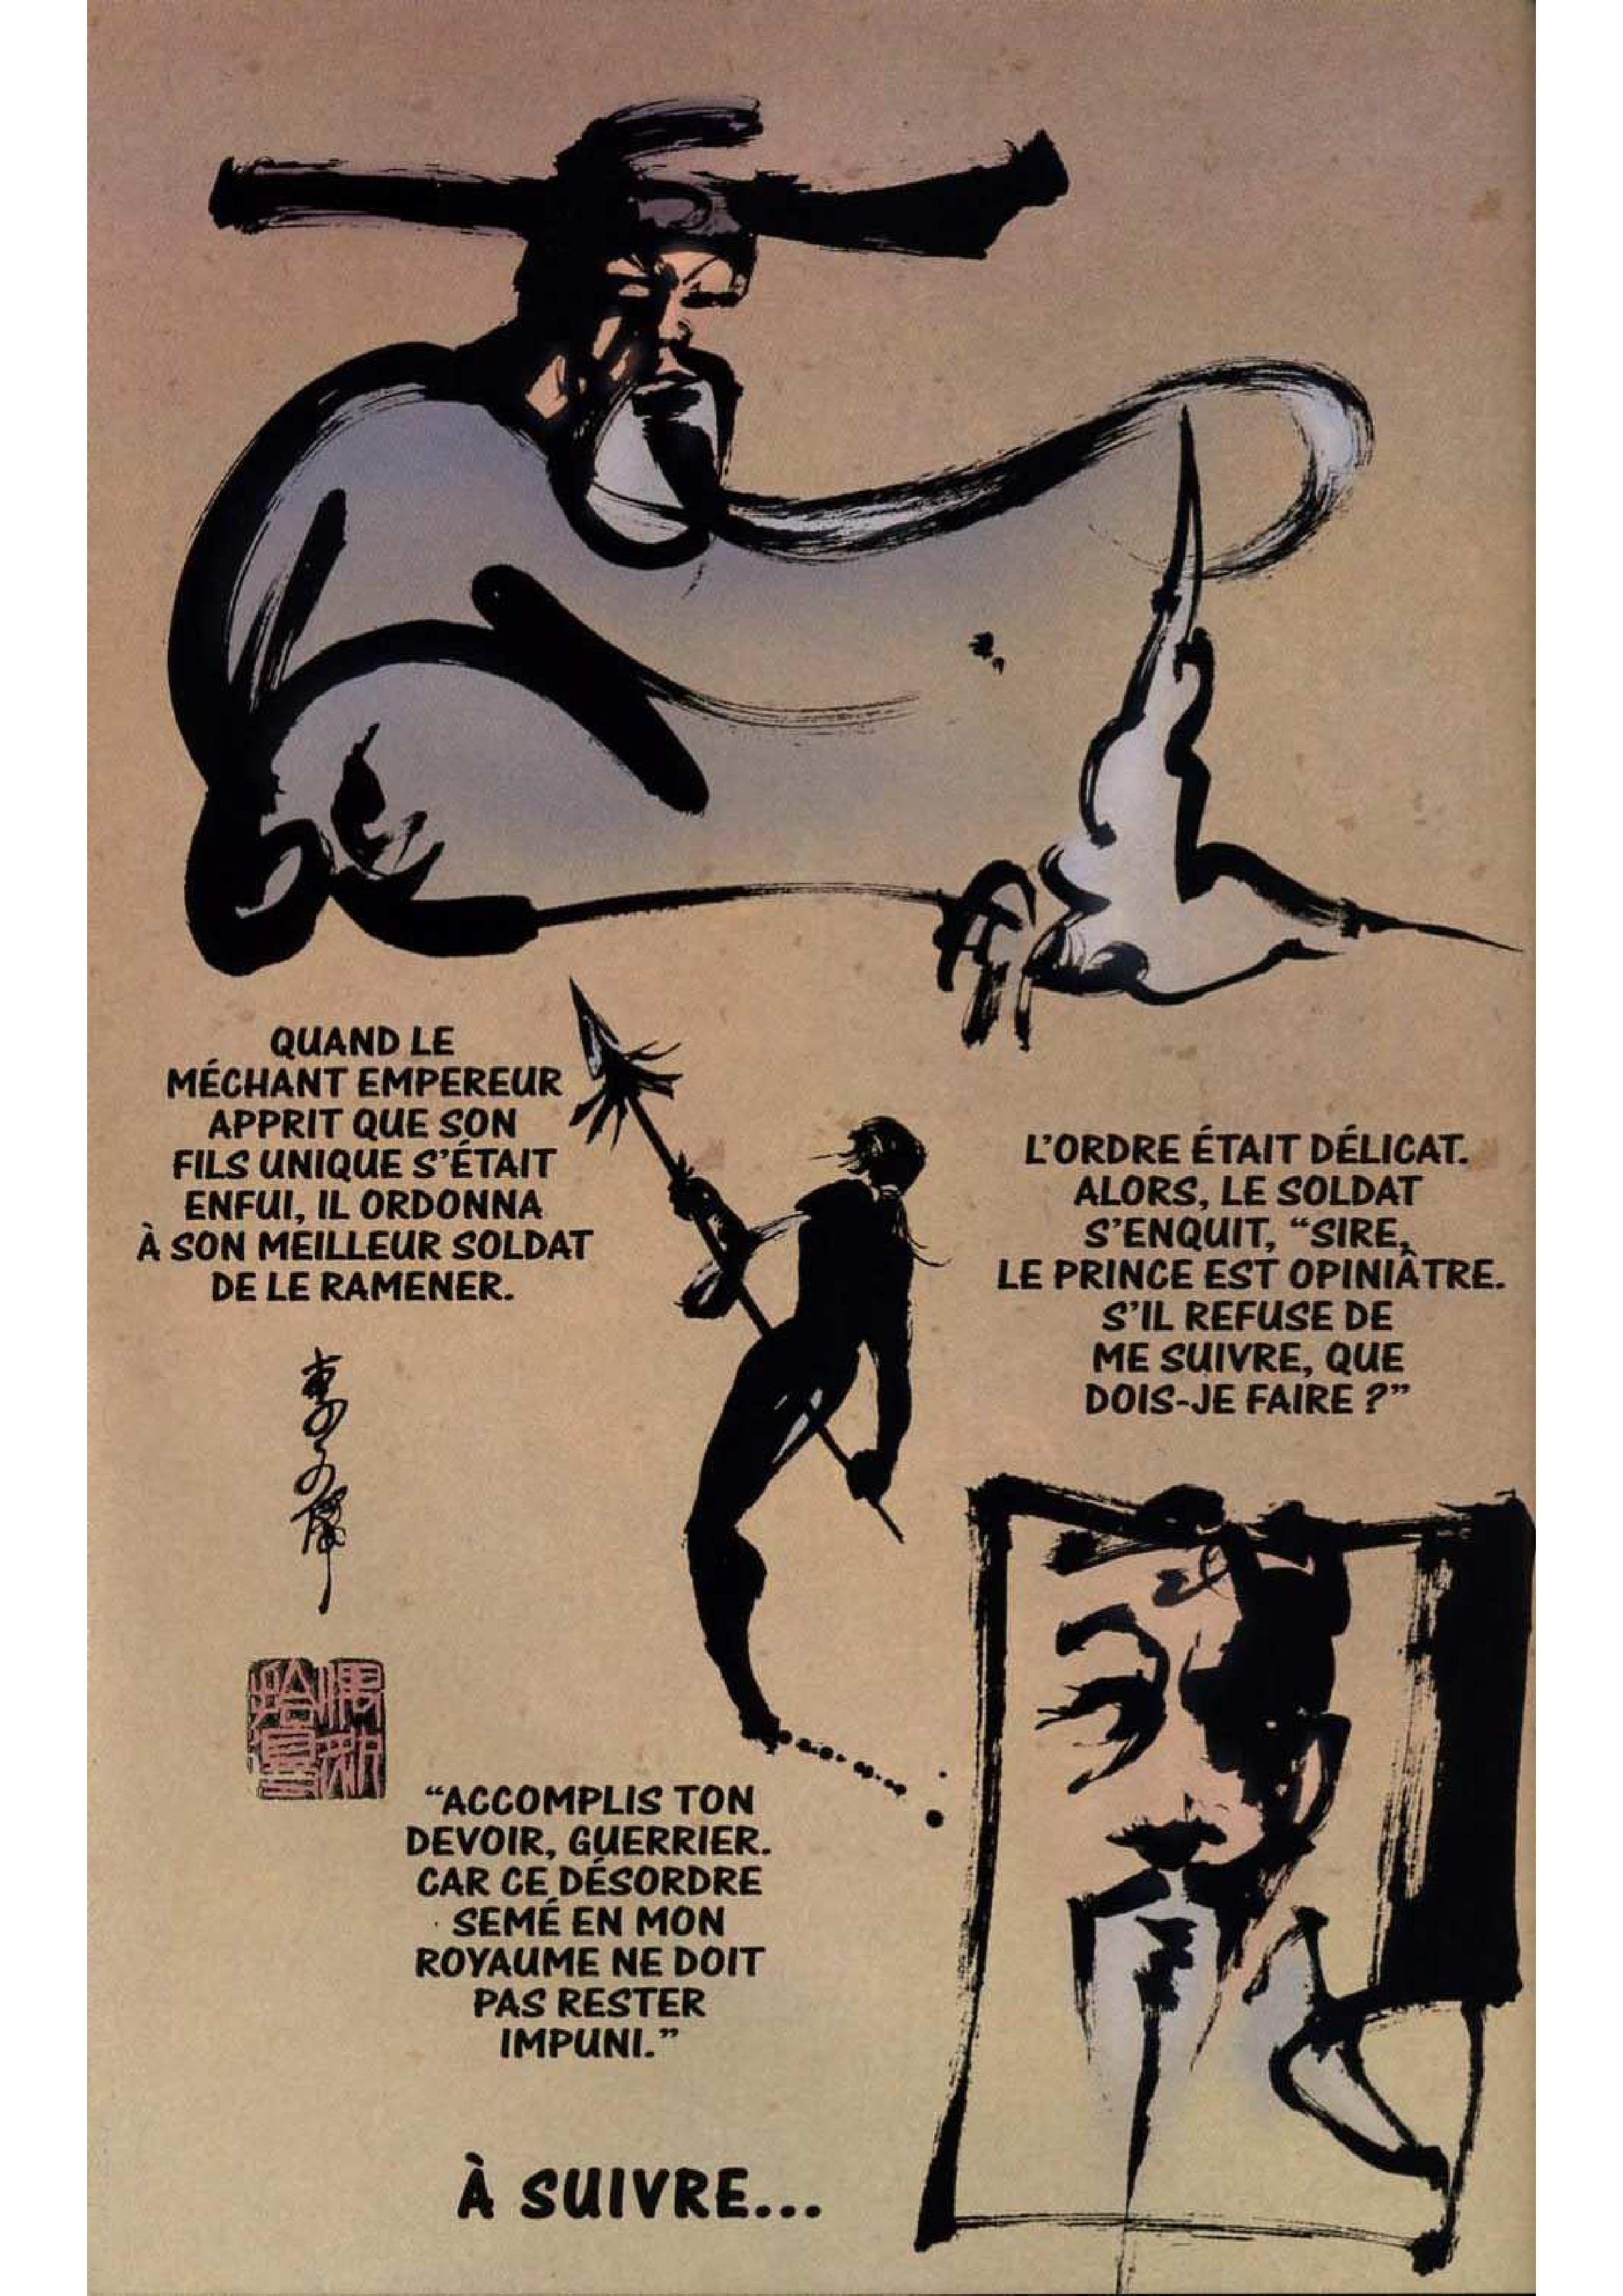 QUAND LE
MÉCHANT EMPEREUR
APPRIT QUE SON
FILS UNIQUE S'ÉTAIT
ENFUI, IL ORDONNA
À SON MEILLEUR SOLDAT
DE LE RAMENER.
L'ORDRE ÉTAIT DÉLICAT.
ALORS, LE SOLDAT
S'ENQUIT, “SIRE,
LE PRINCE EST OPINIÂTRE.
S'IL REFUSE DE
ME SUIVRE, QUE
DOIS-JE FAIRE ?”
“ACCOMPLIS TON
DEVOIR, GUERRIER.
CAR CE DÉSORDRE
SEMÉ EN MON
ROYAUME NE DOIT
PAS RESTER
IMPUNI.”
À SUIVRE...